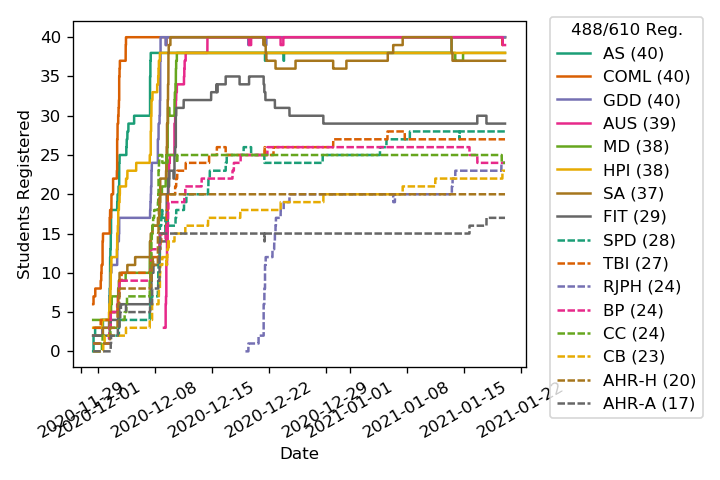 488/610 Reg.
AS (40)
COML (40)
GDD (40)
AUS (39)
MD (38)
HPI (38)
SA (37)
FIT (29)
SPD (28)
TBI (27)
RJPH (24)
BP (24)
CC (24)
CB (23)
AHR-H (20)
AHR-A (17)
Students Registered
40
35
30
25
20
15
10
5
0
2020-11-29
2020-12-01
2020-12-08
2020-12-15
2020-12-22
2020-12-29
2021-01-01
2021-01-08
2021-01-15
2021-01-22
Date